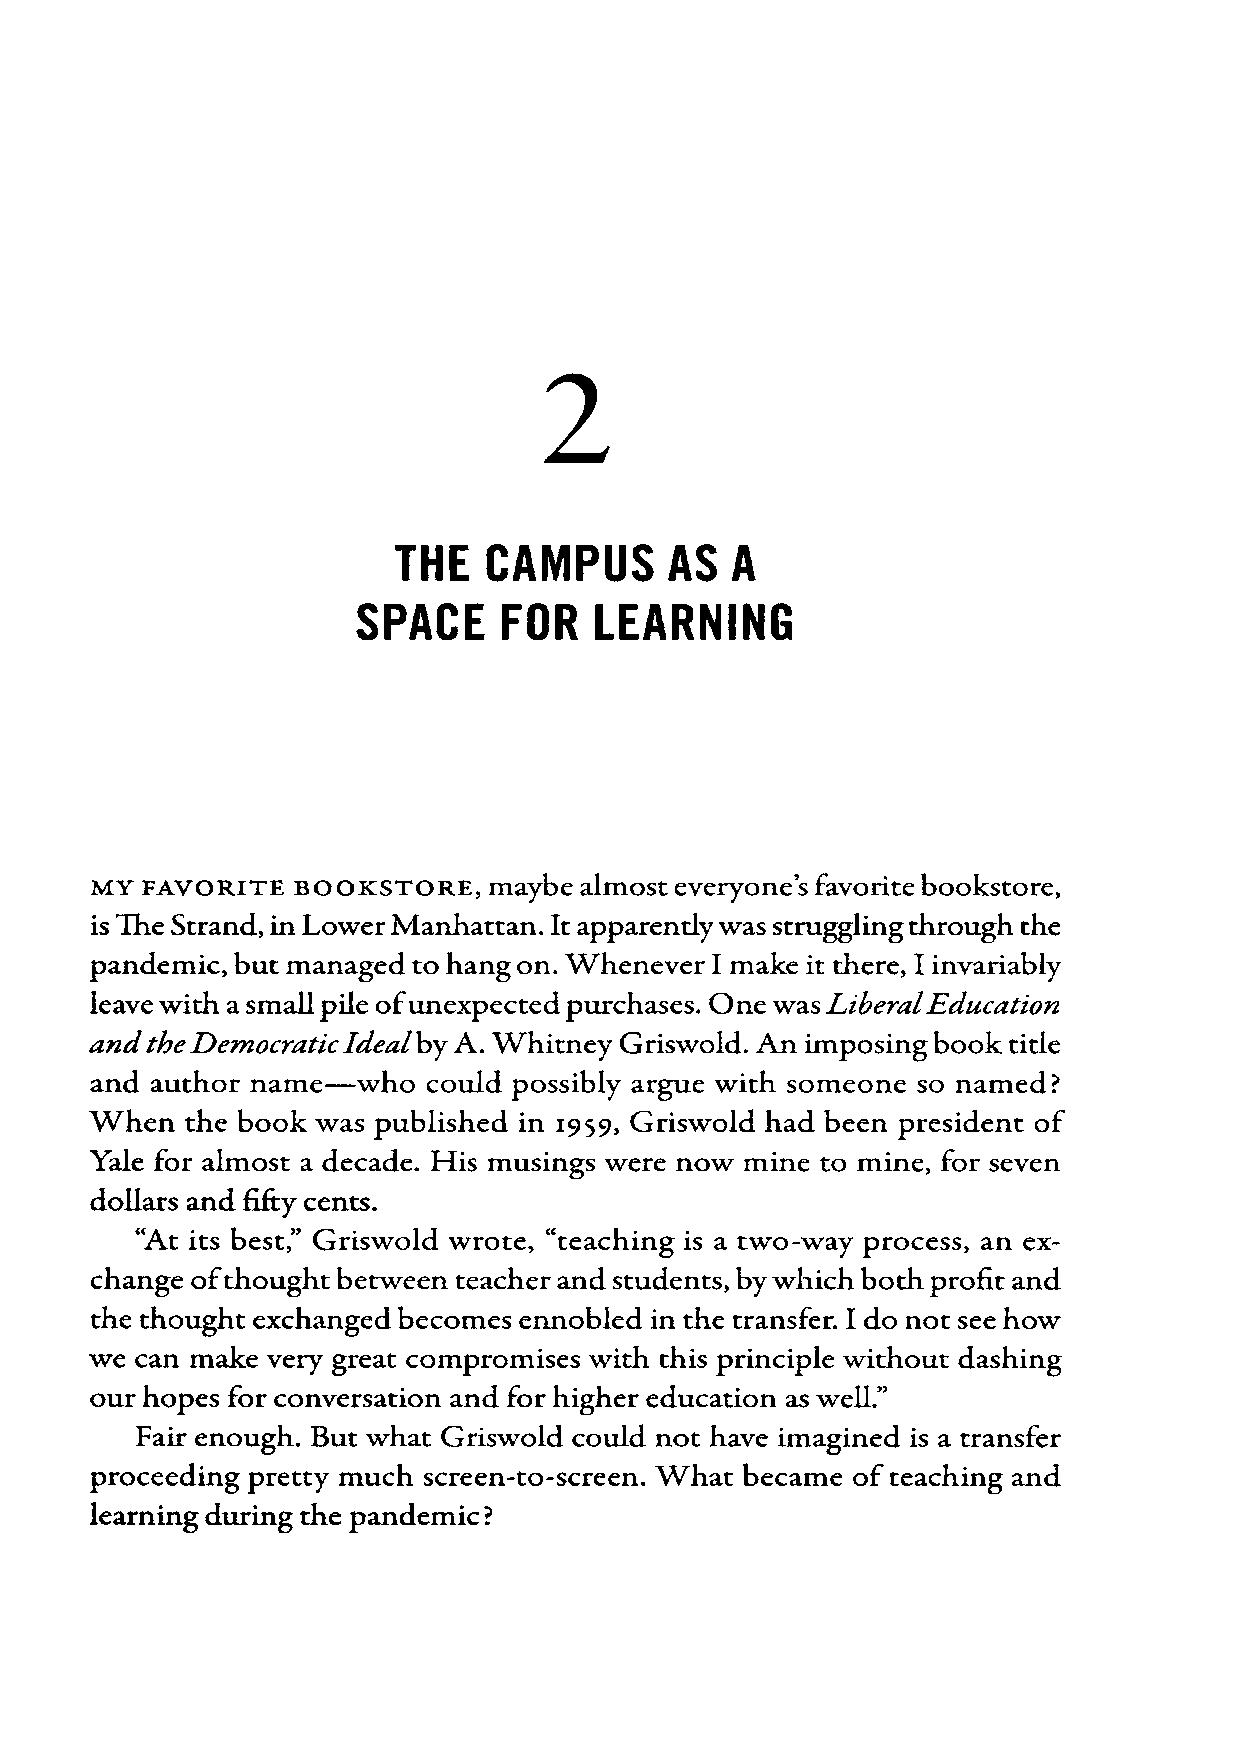 2
THE CAMPUS AS A
SPACE FOR LEARNING
MY FAVORITE BOOKSTORE, maybe almost everyone’s favorite bookstore,
is The Strand, in Lower Manhattan. It apparently was struggling through the
pandemic, but managed to hang on. Whenever I make it there, I invariably
leave with a small pile of unexpected purchases. One was Liberal Education
and the Democratic Ideal by A. Whitney Griswold. An imposing book title
and author name—who could possibly argue with someone so named?
When the book was published in 1959, Griswold had been president of
Yale for almost a decade. His musings were now mine to mine, for seven
dollars and fifty cents.
“At its best,” Griswold wrote, “teaching is a two-way process, an ex-
change of thought between teacher and students, by which both profit and
the thought exchanged becomes ennobled in the transfer. I do not see how
we can make very great compromises with this principle without dashing
our hopes for conversation and for higher education as well.”
Fair enough. But what Griswold could not have imagined is a transfer
proceeding pretty much screen-to-screen. What became of teaching and
learning during the pandemic?